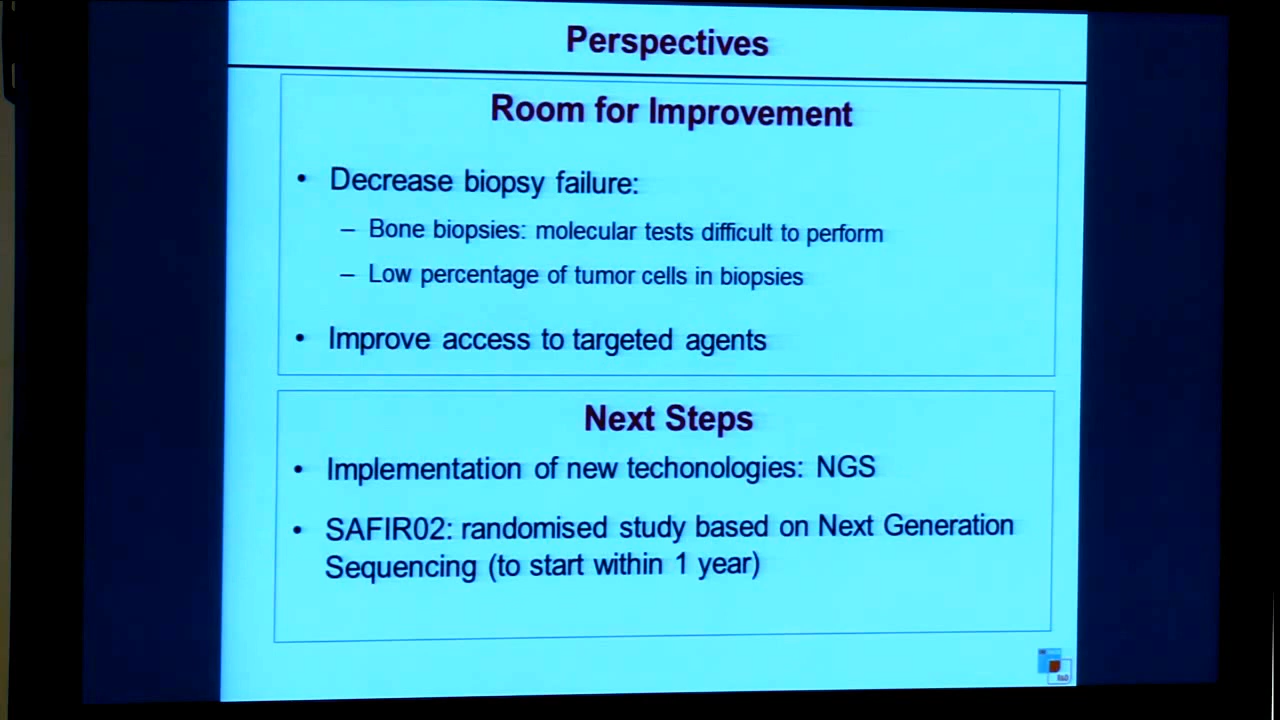 Perspectives
Room for Improvement
• Decrease biopsy failure:
– Bone biopsies: molecular tests difficult to perform
– Low percentage of tumor cells in biopsies
• Improve access to targeted agents
Next Steps
• Implementation of new techonologies: NGS
• SAFIR02: randomised study based on Next Generation
Sequencing (to start within 1 year)